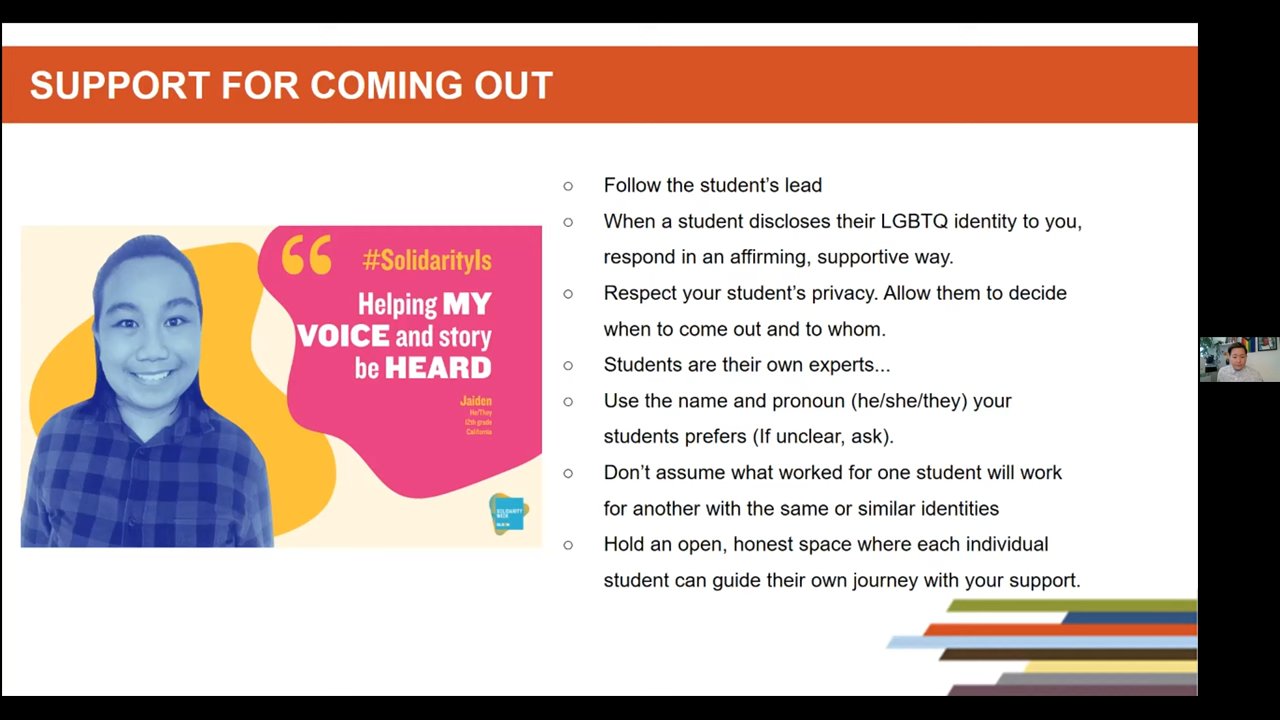 SUPPORT FOR COMING OUT
“
#SolidarityIs
Helping MY
VOICE and story
be HEARD
Jaiden
He/They
12th grade
California
SOLIDARITY
WEEK
○ Follow the student’s lead
○ When a student discloses their LGBTQ identity to you,
respond in an affirming, supportive way.
○ Respect your student’s privacy. Allow them to decide
when to come out and to whom.
○ Students are their own experts...
○ Use the name and pronoun (he/she/they) your
students prefers (If unclear, ask).
○ Don’t assume what worked for one student will work
for another with the same or similar identities
○ Hold an open, honest space where each individual
student can guide their own journey with your support.